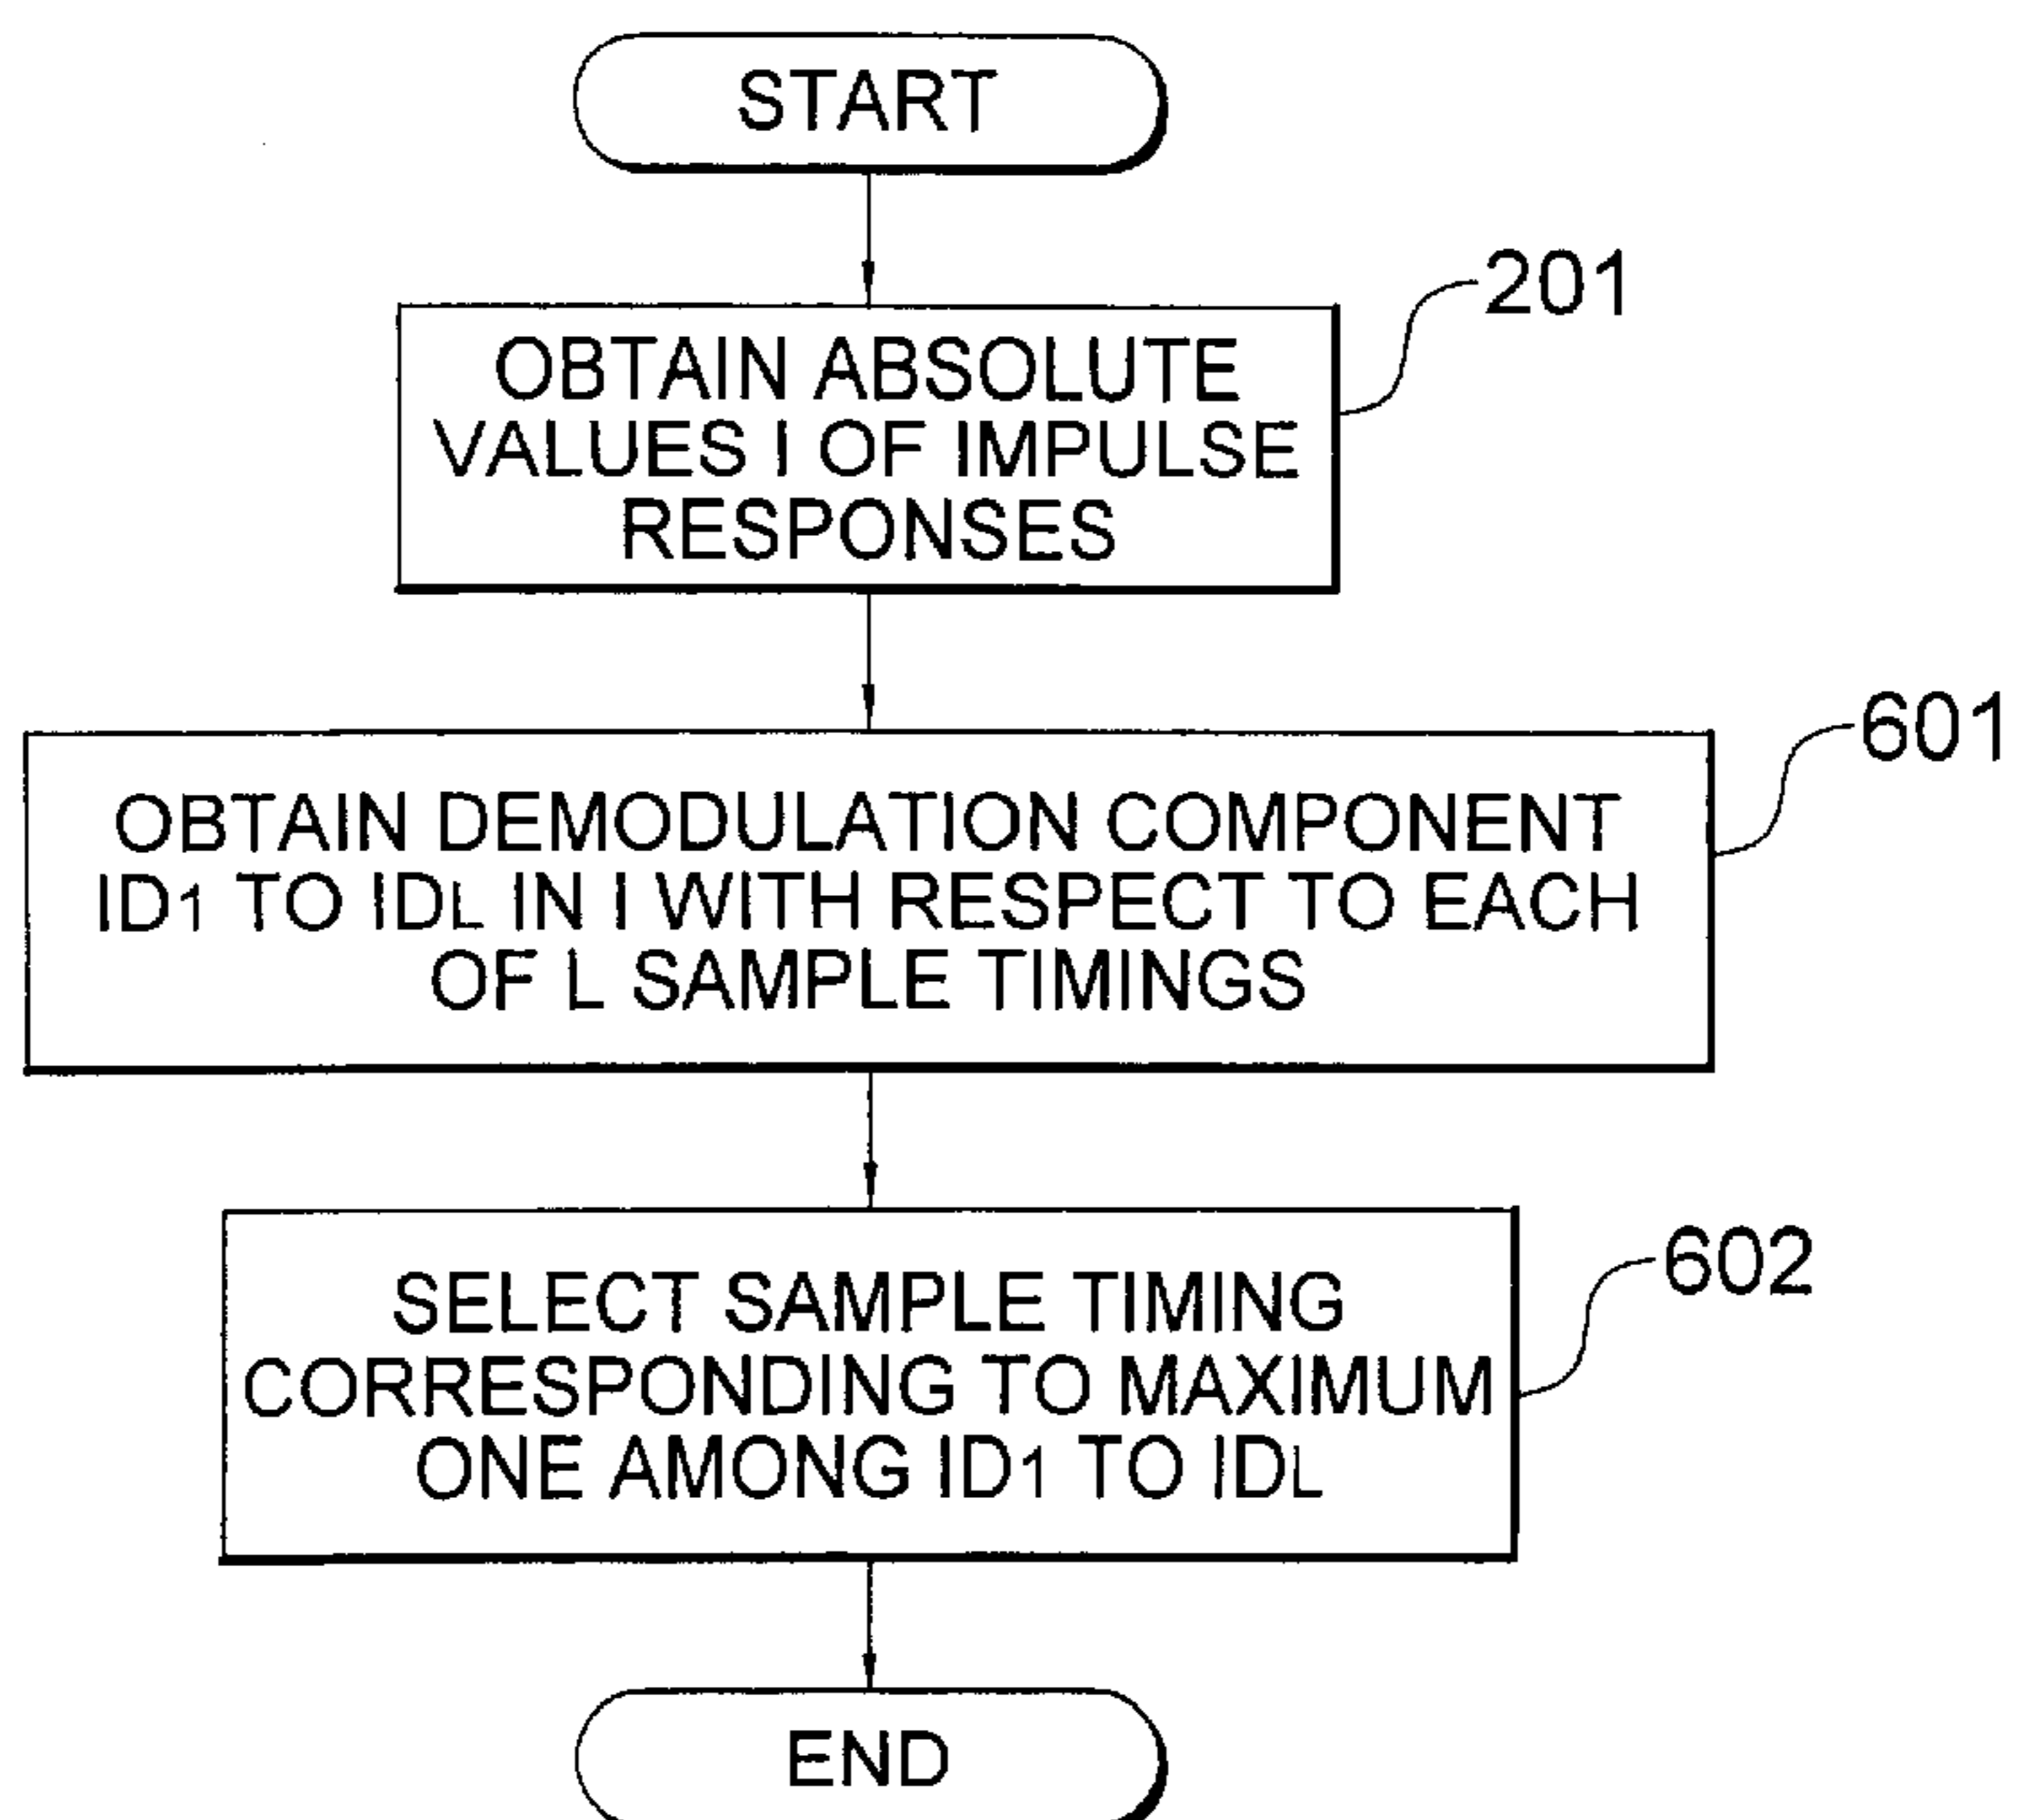 START
201
OBTAIN ABSOLUTE
VALUES I OF IMPULSE
RESPONSES
601
OBTAIN DEMODULATION COMPONENT
ID1 TO IDL IN I WITH RESPECT TO EACH
OF L SAMPLE TIMINGS
602
SELECT SAMPLE TIMING
CORRESPONDING TO MAXIMUM
ONE AMONG ID1 TO IDL
END